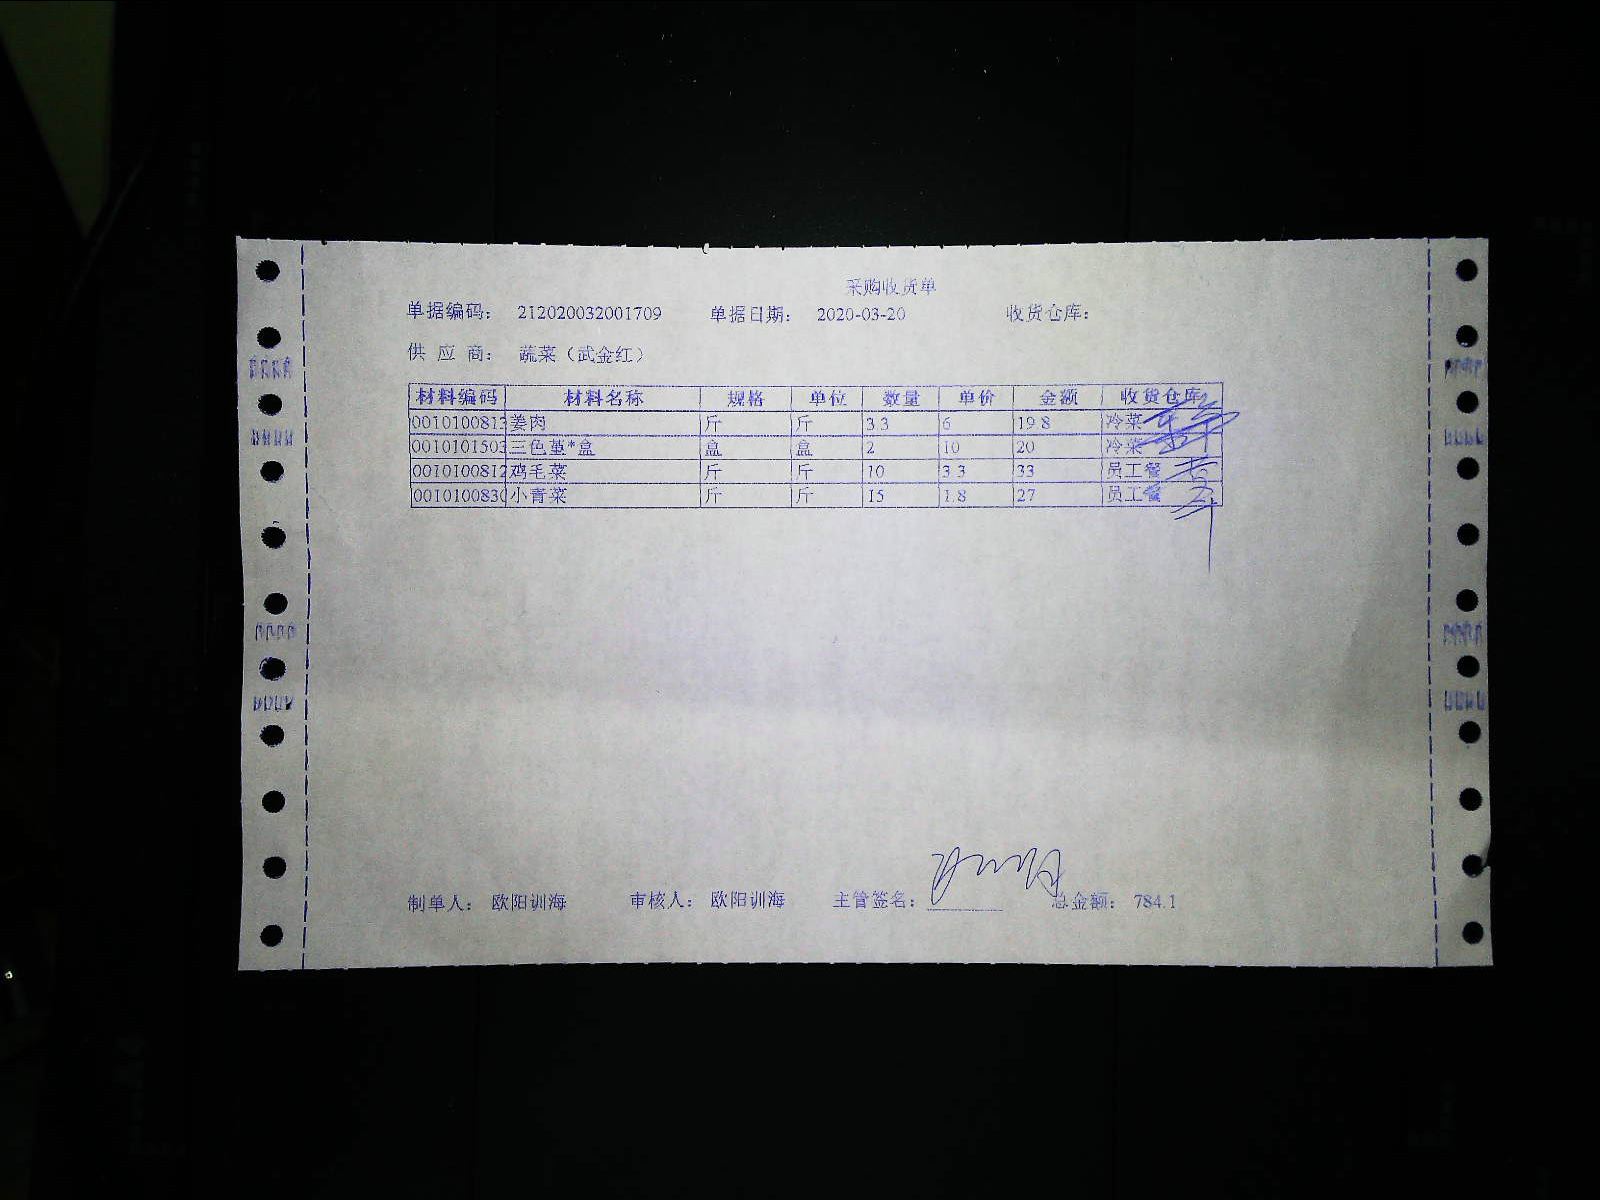 采购收货单
单据编码: 212020032001709 单据日期: 2020-03-20 收货仓库:
供 应 商: 蔬菜（武金红）
材料编码 材料名称 规格 单位 数量 单价 金额 收货仓库
0010100813 姜肉 斤 斤 3.3 6 19.8 冷菜
0010101503 三色堇*盒 盒 盒 2 10 20 冷菜
0010100812 鸡毛菜 斤 斤 10 3.3 33 员工餐
0010100830 小青菜 斤 斤 15 1.8 27 员工餐
制单人: 欧阳训海 审核人: 欧阳训海 主管签名: 总金额: 784.1